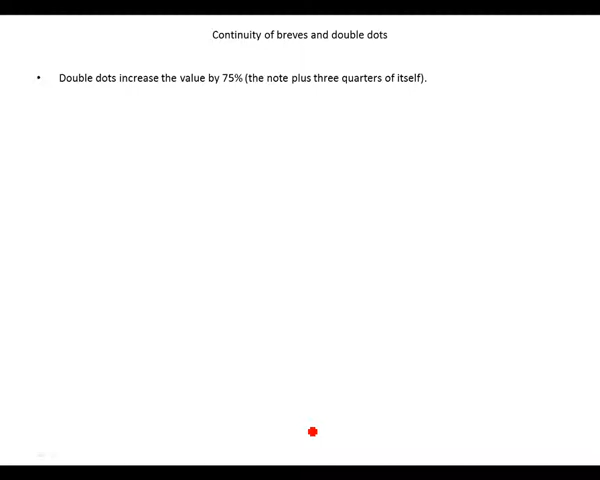 Continuity of breves and double dots
• Double dots increase the value by 75% (the note plus three quarters of itself).